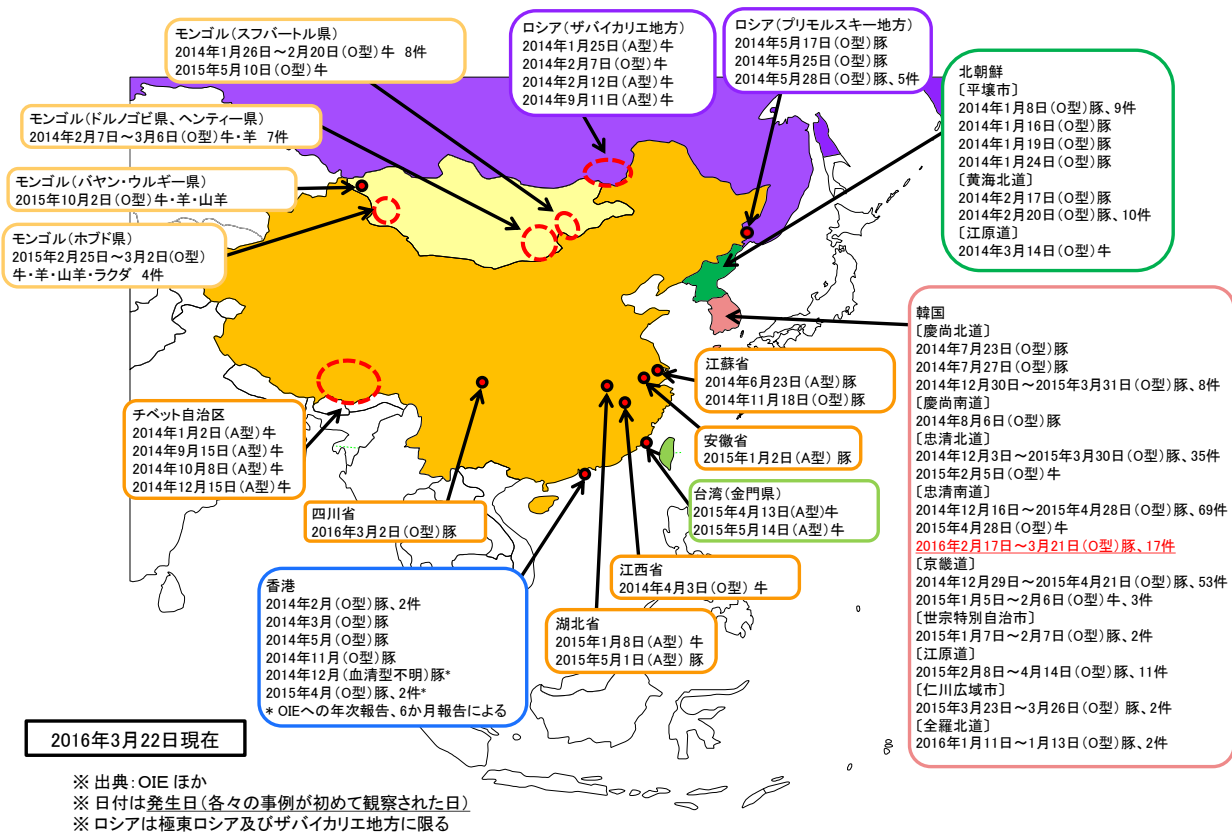 モンゴル(スフバートル県)
2014年1月26日～2月20日(O型)牛 8件
2015年5月10日(O型)牛
ロシア(ザバイカリエ地方)
2014年1月25日(A型)牛
2014年2月7日(O型)牛
2014年2月12日(A型)牛
2014年9月11日(A型)牛
ロシア(プリモルスキー地方)
2014年5月17日(O型)豚
2014年5月25日(O型)豚
2014年5月28日(O型)豚、5件
北朝鮮
〔平壌市〕
2014年1月8日(O型)豚、9件
2014年1月16日(O型)豚
2014年1月19日(O型)豚
2014年1月24日(O型)豚
〔黄海北道〕
2014年2月17日(O型)豚
2014年2月20日(O型)豚、10件
〔江原道〕
2014年3月14日(O型)牛
モンゴル(ドルノゴビ県、ヘンティー県)
2014年2月7日～3月6日(O型)牛・羊 7件
モンゴル(バヤン・ウルギー県)
2015年10月2日(O型)牛・羊・山羊
モンゴル(ホブド県)
2015年2月25日～3月2日(O型)
牛・羊・山羊・ラクダ 4件
韓国
〔慶尚北道〕
2014年7月23日(O型)豚
2014年7月27日(O型)豚
2014年12月30日～2015年3月31日(O型)豚、8件
〔慶尚南道〕
2014年8月6日(O型)豚
〔忠清北道〕
2014年12月3日～2015年3月30日(O型)豚、35件
2015年2月5日(O型)牛
〔忠清南道〕
2014年12月16日～2015年4月28日(O型)豚、69件
2015年4月28日(O型)牛
2016年2月17日～3月21日(O型)豚、17件
〔京畿道〕
2014年12月29日～2015年4月21日(O型)豚、53件
2015年1月5日～2月6日(O型)牛、3件
〔世宗特別自治市〕
2015年1月7日～2月7日(O型)豚、2件
〔江原道〕
2015年2月8日～4月14日(O型)豚、11件
〔仁川広域市〕
2015年3月23日～3月26日(O型) 豚、2件
〔全羅北道〕
2016年1月11日～1月13日(O型)豚、2件
江蘇省
2014年6月23日(A型)豚
2014年11月18日(O型)豚
安徽省
2015年1月2日(A型) 豚
チベット自治区
2014年1月2日(A型)牛
2014年9月15日(A型)牛
2014年10月8日(A型)牛
2014年12月15日(A型)牛
四川省
2016年3月2日(O型)豚
台湾(金門県)
2015年4月13日(A型)牛
2015年5月14日(A型)牛
江西省
2014年4月3日(O型) 牛
湖北省
2015年1月8日(A型) 牛
2015年5月1日(A型) 豚
香港
2014年2月(O型)豚、2件
2014年3月(O型)豚
2014年5月(O型)豚
2014年11月(O型)豚
2014年12月(血清型不明)豚*
2015年4月(O型)豚、2件*
* OIEへの年次報告、6か月報告による
2016年3月22日現在
※ 出典：OIE ほか
※ 日付は発生日(各々の事例が初めて観察された日)
※ ロシアは極東ロシア及びザバイカリエ地方に限る